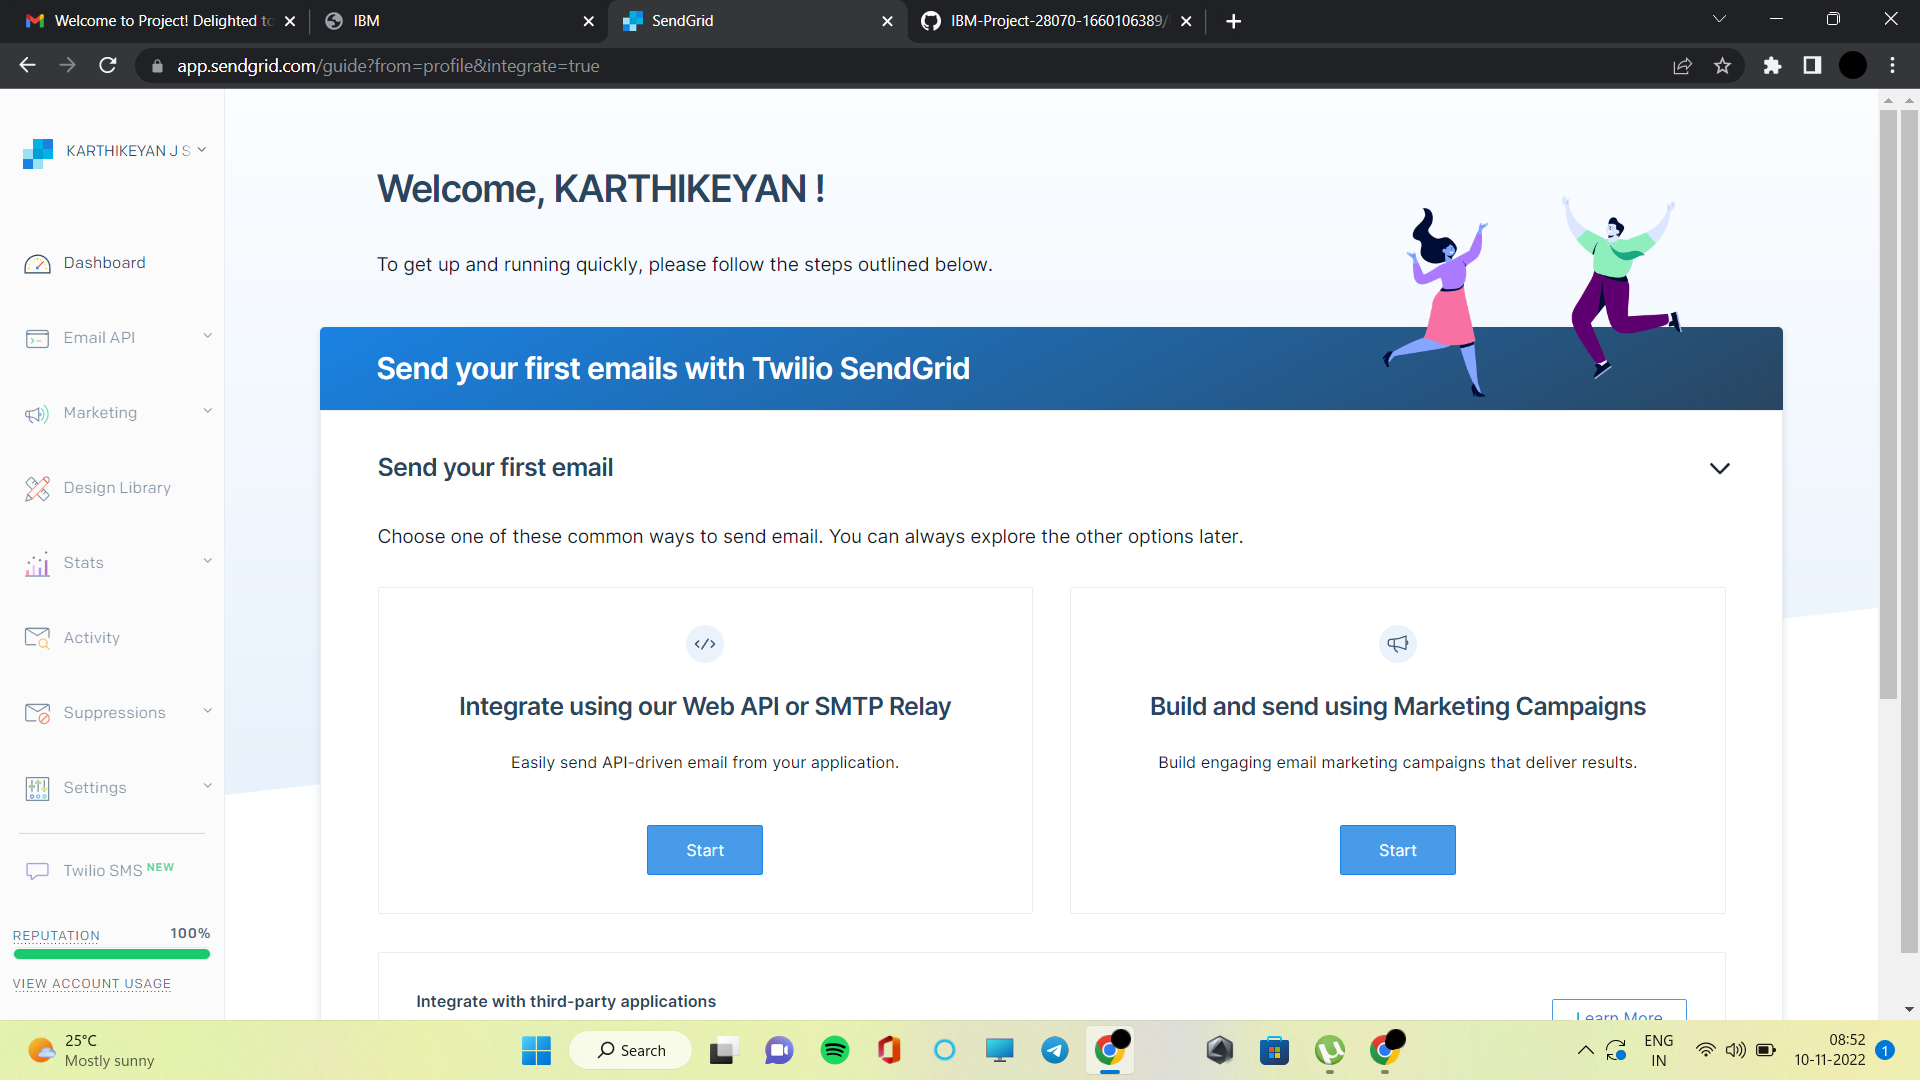 Welcome to Project! Delighted to
IBM
SendGrid
IBM-Project-28070-1660106389/
app.sendgrid.com/guide?from=profile&integrate=true
KARTHIKEYAN J S
Dashboard
Email API
Marketing
Design Library
Stats
Activity
Suppressions
Settings
Twilio SMS NEW
REPUTATION 100%
VIEW ACCOUNT USAGE
Welcome, KARTHIKEYAN !
To get up and running quickly, please follow the steps outlined below.
Send your first emails with Twilio SendGrid
Send your first email
Choose one of these common ways to send email. You can always explore the other options later.
Integrate using our Web API or SMTP Relay
Easily send API-driven email from your application.
Start
Build and send using Marketing Campaigns
Build engaging email marketing campaigns that deliver results.
Start
Integrate with third-party applications
Learn More
25°C
Mostly sunny
Search
ENG
IN
08:52
10-11-2022
1